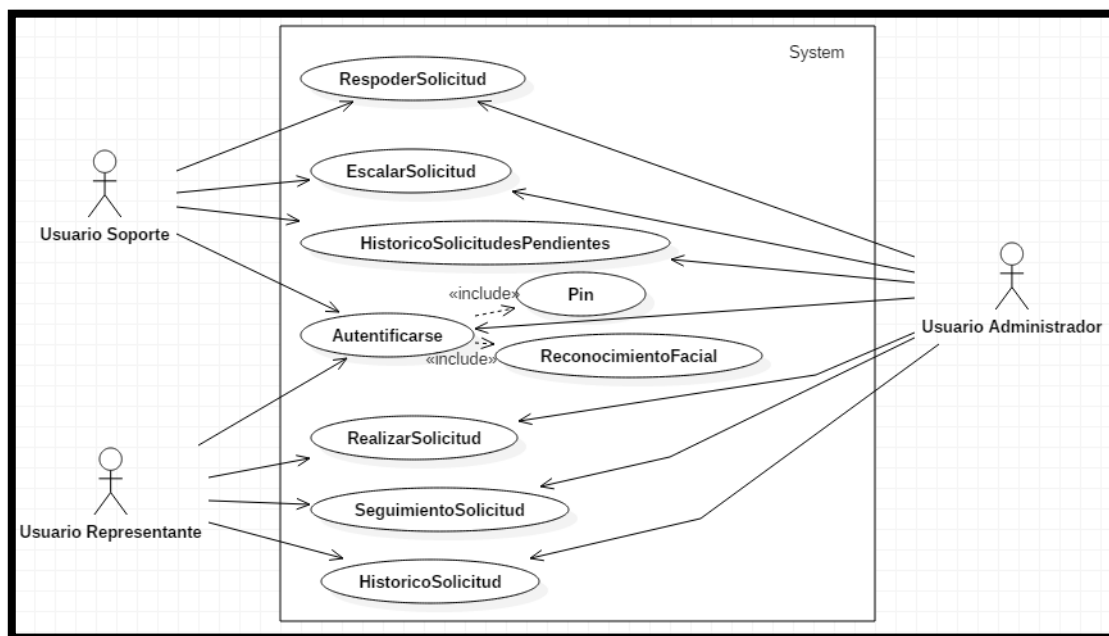 System
RespoderSolicitud
EscalarSolicitud
Usuario Soporte
HistoricoSolicitudesPendientes
«include»
Pin
Usuario Administrador
Autentificarse
«include»
ReconocimientoFacial
RealizarSolicitud
SeguimientoSolicitud
Usuario Representante
HistoricoSolicitud